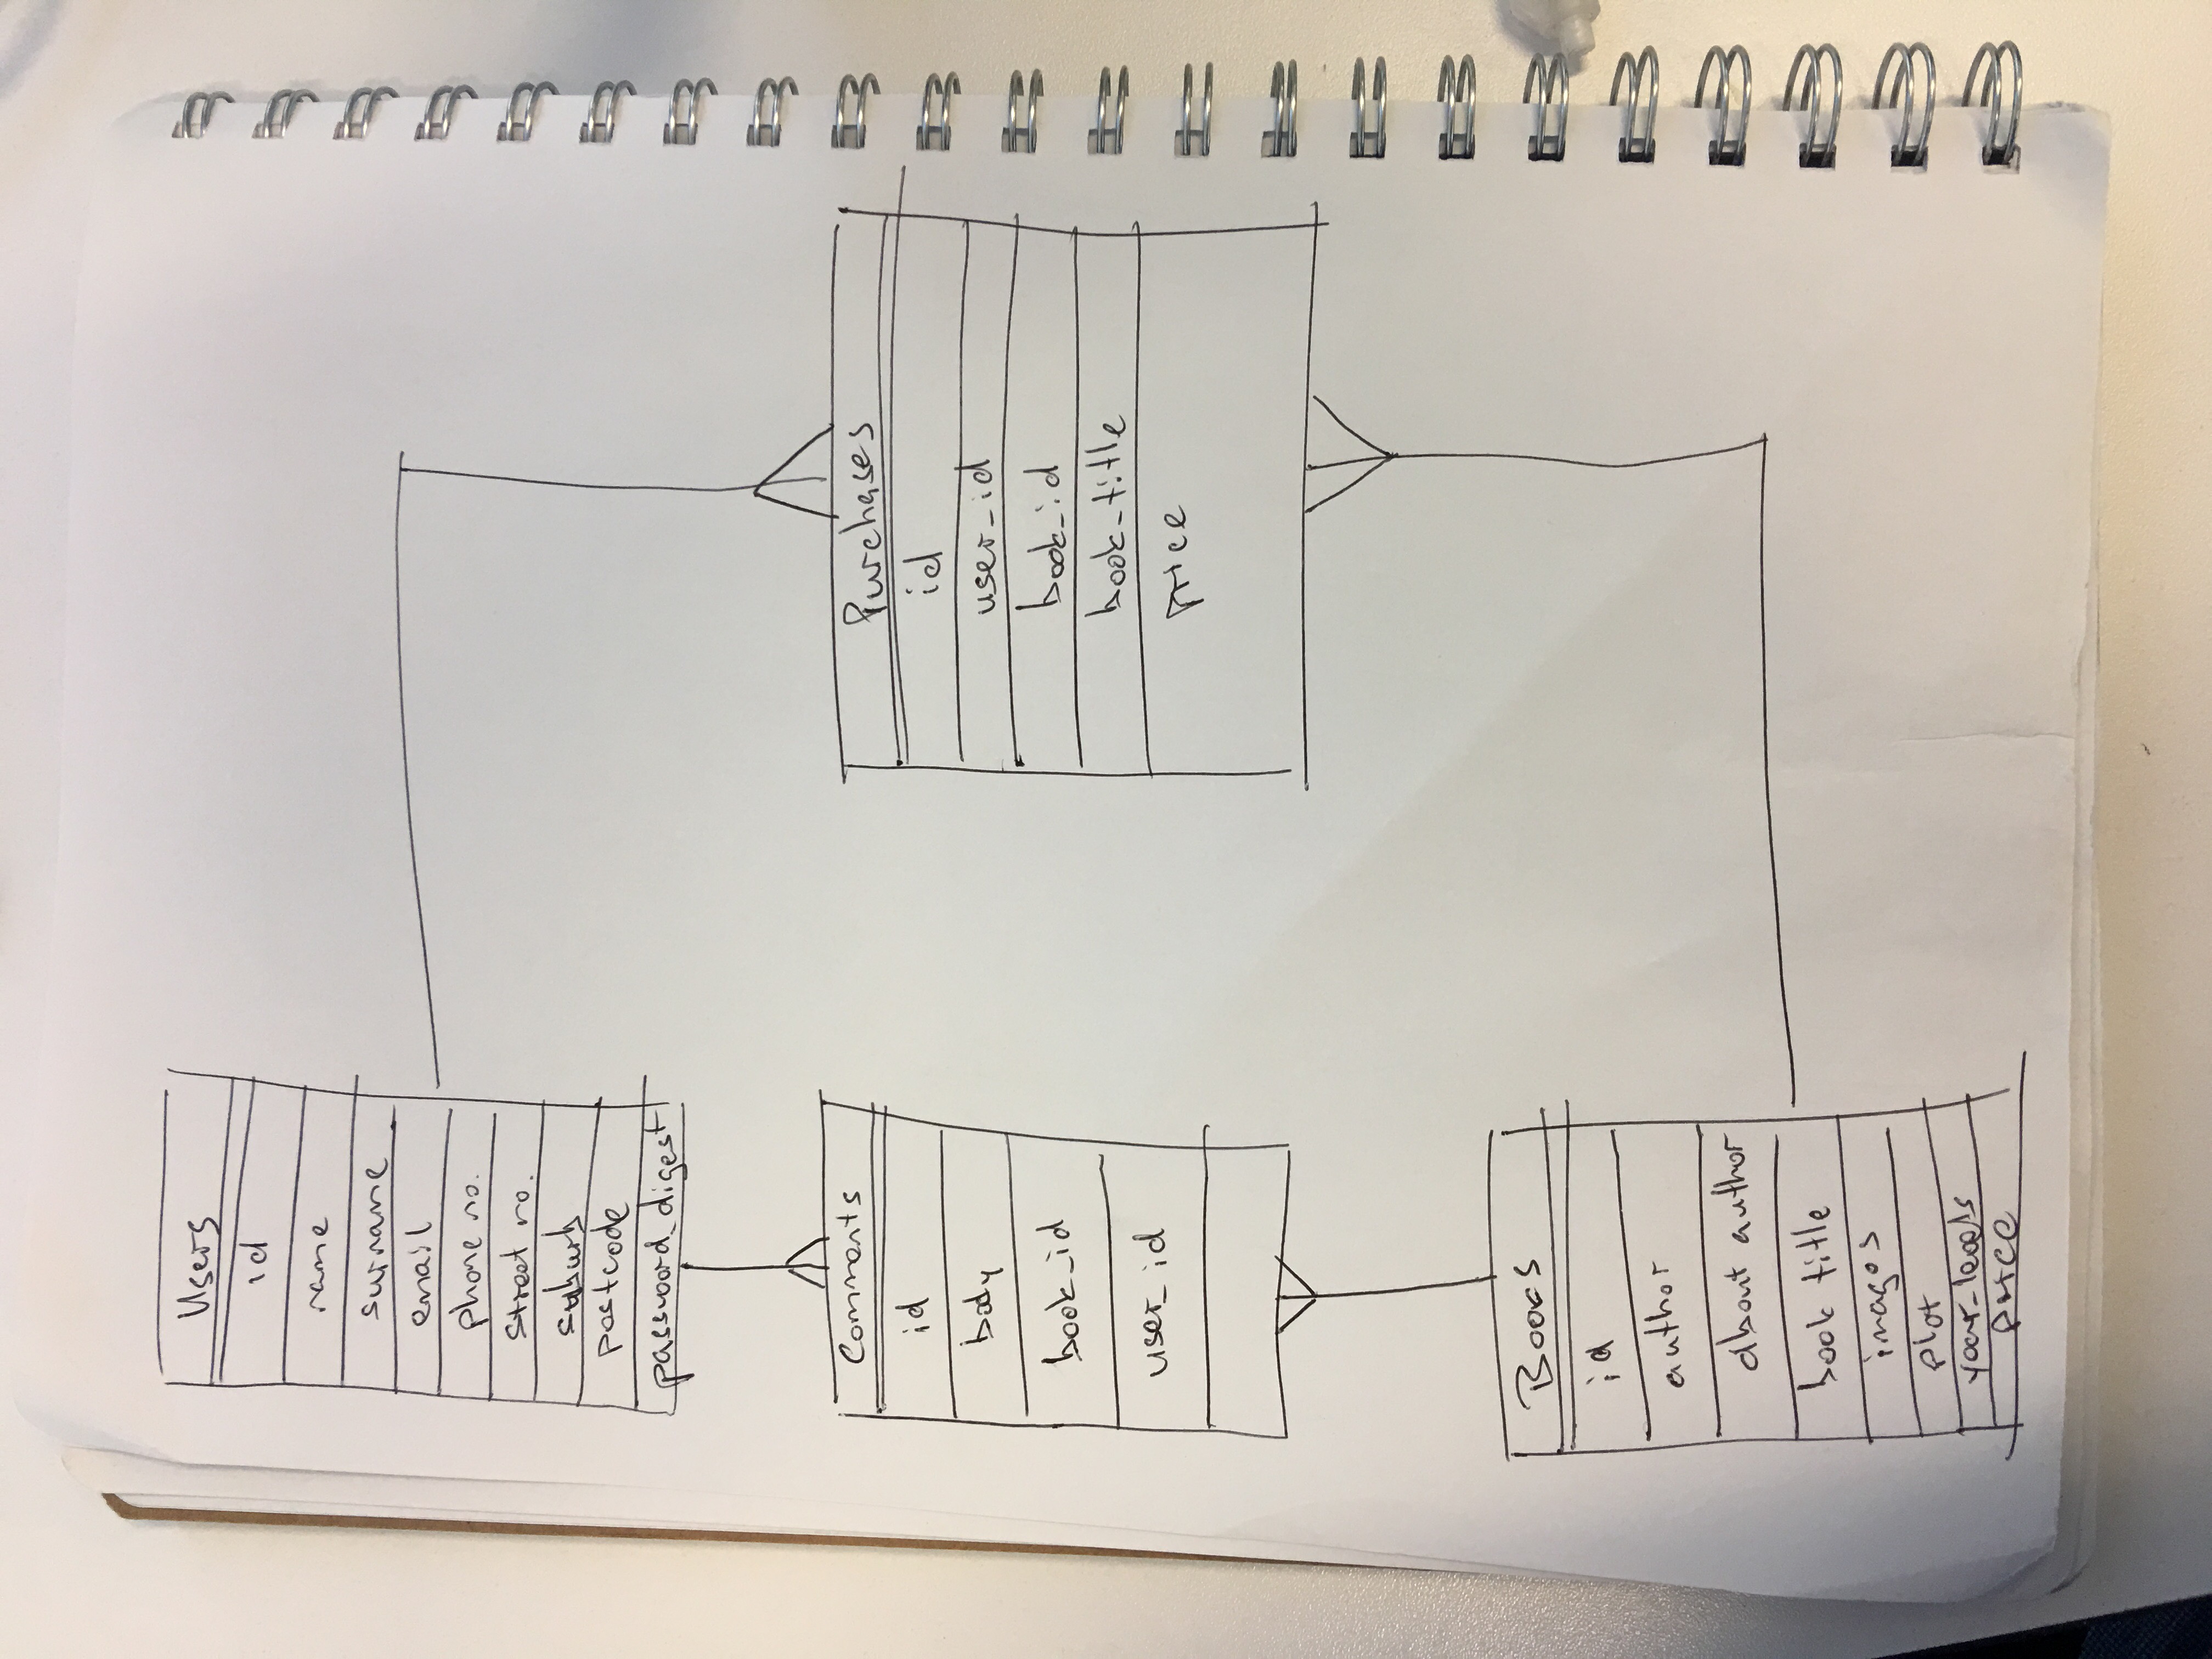 Users
id
name
surname
email
phone no.
street no.
suburb
postcode
password_digest
Comments
id
body
book_id
user_id
Purchases
id
user_id
book_id
book_title
price
Books
id
author
about author
book title
images
plot
year_levels
price